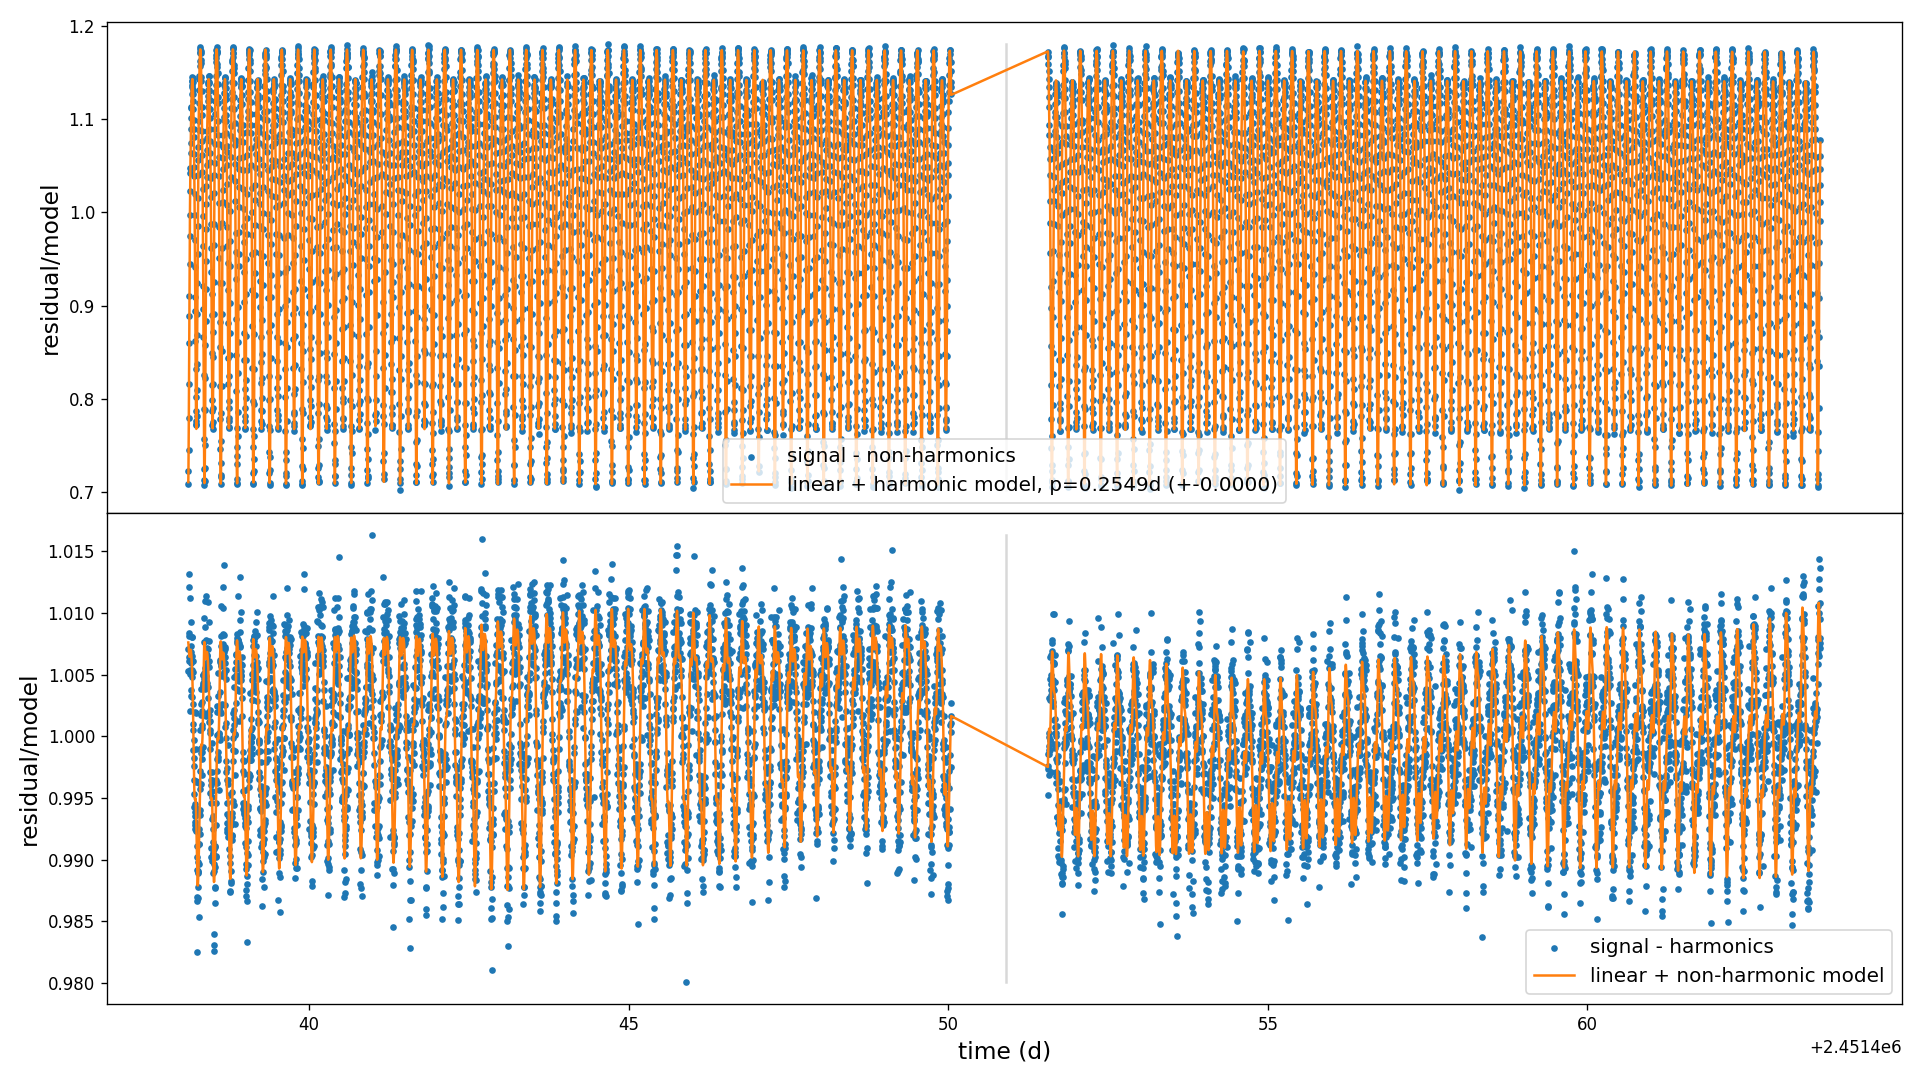 1.2
1.1
1.0
0.9
0.8
0.7
residual/model
signal - non-harmonics
linear + harmonic model, p=0.2549d (+-0.0000)
1.015
1.010
1.005
1.000
0.995
0.990
0.985
0.980
residual/model
signal - harmonics
linear + non-harmonic model
40
45
50
55
60
time (d)
+2.4514e6